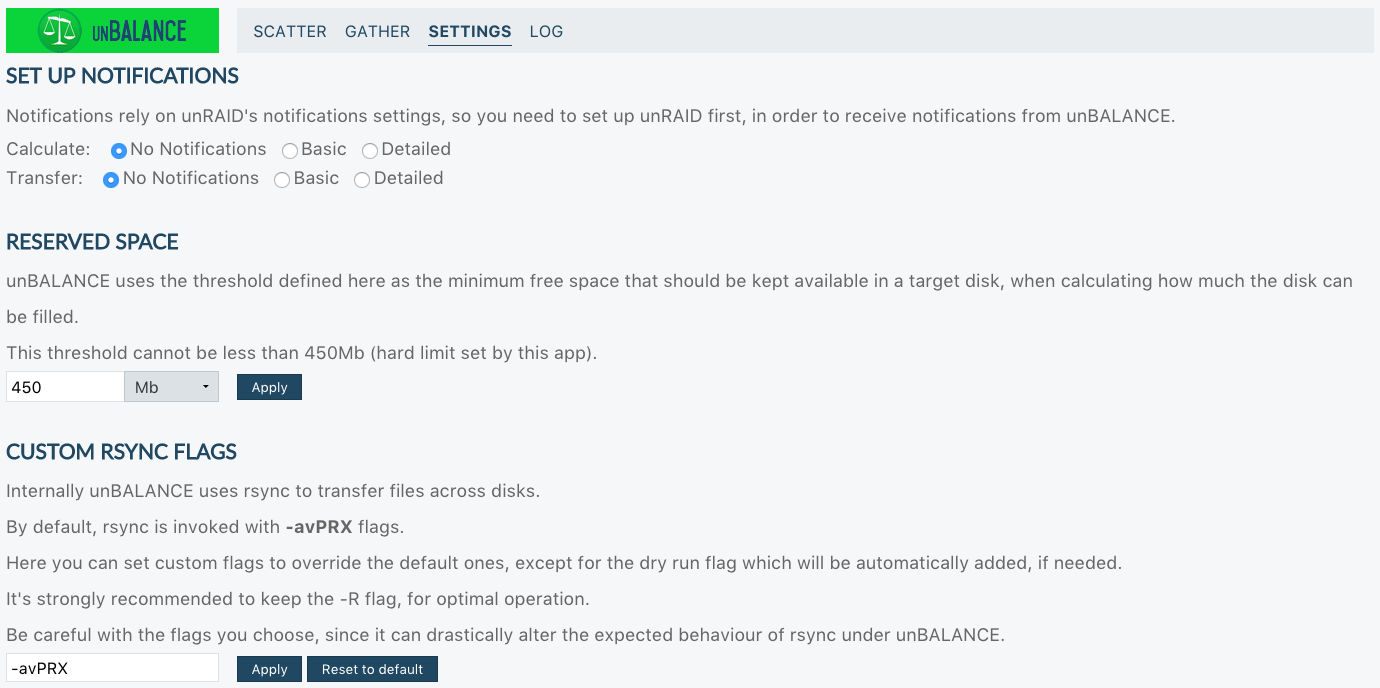 unBALANCE
SCATTER GATHER SETTINGS LOG
SET UP NOTIFICATIONS
Notifications rely on unRAID's notifications settings, so you need to set up unRAID first, in order to receive notifications from unBALANCE.
Calculate: No Notifications Basic Detailed
Transfer: No Notifications Basic Detailed
RESERVED SPACE
unBALANCE uses the threshold defined here as the minimum free space that should be kept available in a target disk, when calculating how much the disk can
be filled.
This threshold cannot be less than 450Mb (hard limit set by this app).
450 Mb Apply
CUSTOM RSYNC FLAGS
Internally unBALANCE uses rsync to transfer files across disks.
By default, rsync is invoked with -avPRX flags.
Here you can set custom flags to override the default ones, except for the dry run flag which will be automatically added, if needed.
It's strongly recommended to keep the -R flag, for optimal operation.
Be careful with the flags you choose, since it can drastically alter the expected behaviour of rsync under unBALANCE.
-avPRX Apply Reset to default